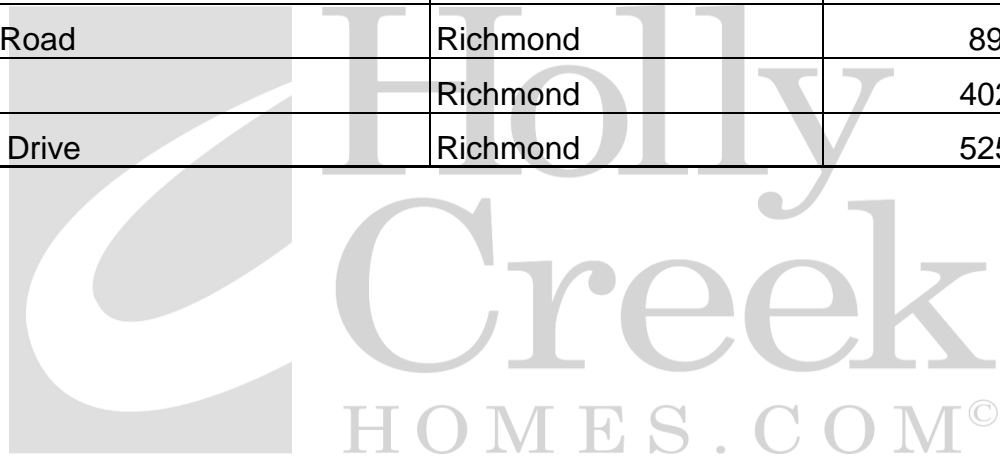 Road Richmond 89
Richmond 402
Drive Richmond 525
Holly
Creek
HOMES.COM©